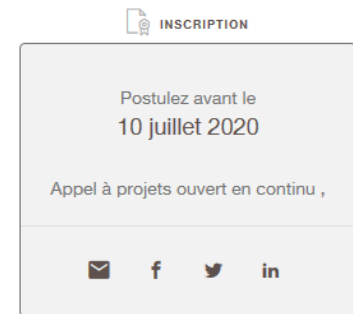 INSCRIPTION
Postulez avant le
10 juillet 2020
Appel à projets ouvert en continu ,